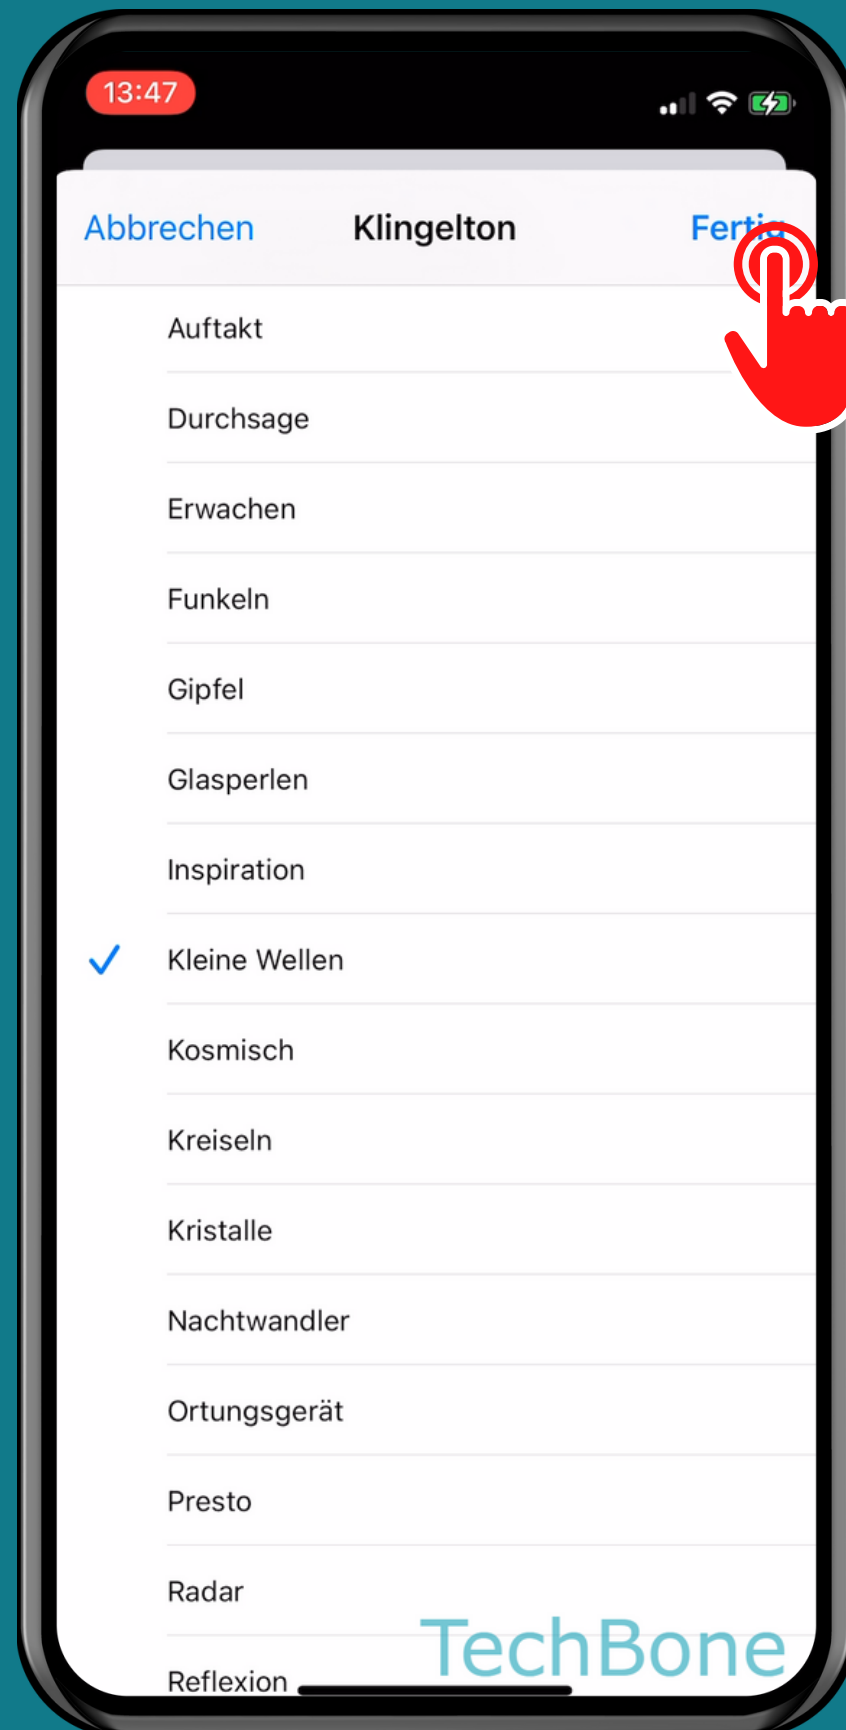 13:47
Abbrechen Klingelton Fertig
Auftakt
Durchsage
Erwachen
Funkeln
Gipfel
Glasperlen
Inspiration
Kleine Wellen
Kosmisch
Kreiseln
Kristalle
Nachtwandler
Ortungsgerät
Presto
Radar
TechBone
Reflexion